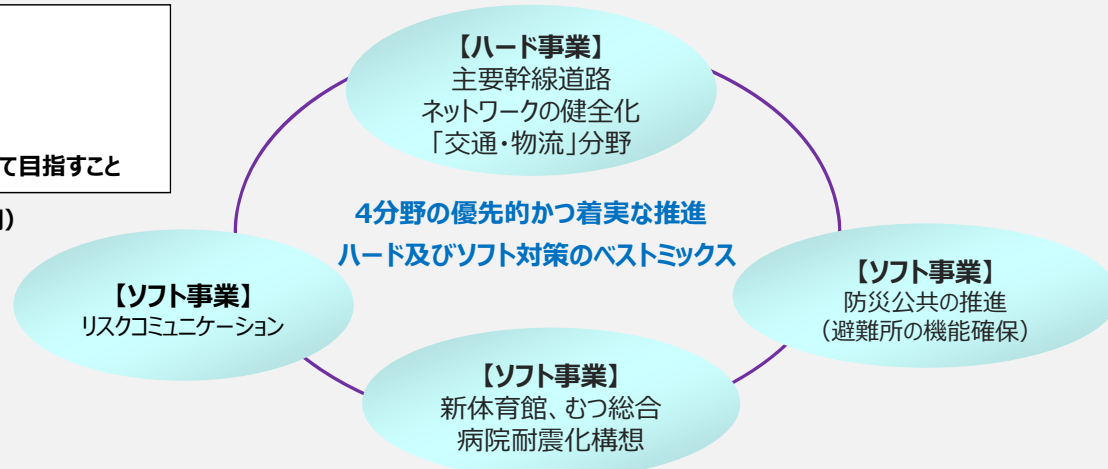 て目指すこと
【ハード事業】
主要幹線道路
ネットワークの健全化
「交通・物流」分野
4分野の優先的かつ着実な推進
ハード及びソフト対策のベストミックス
【ソフト事業】
リスクコミュニケーション
【ソフト事業】
防災公共の推進
（避難所の機能確保）
【ソフト事業】
新体育館、むつ総合
病院耐震化構想